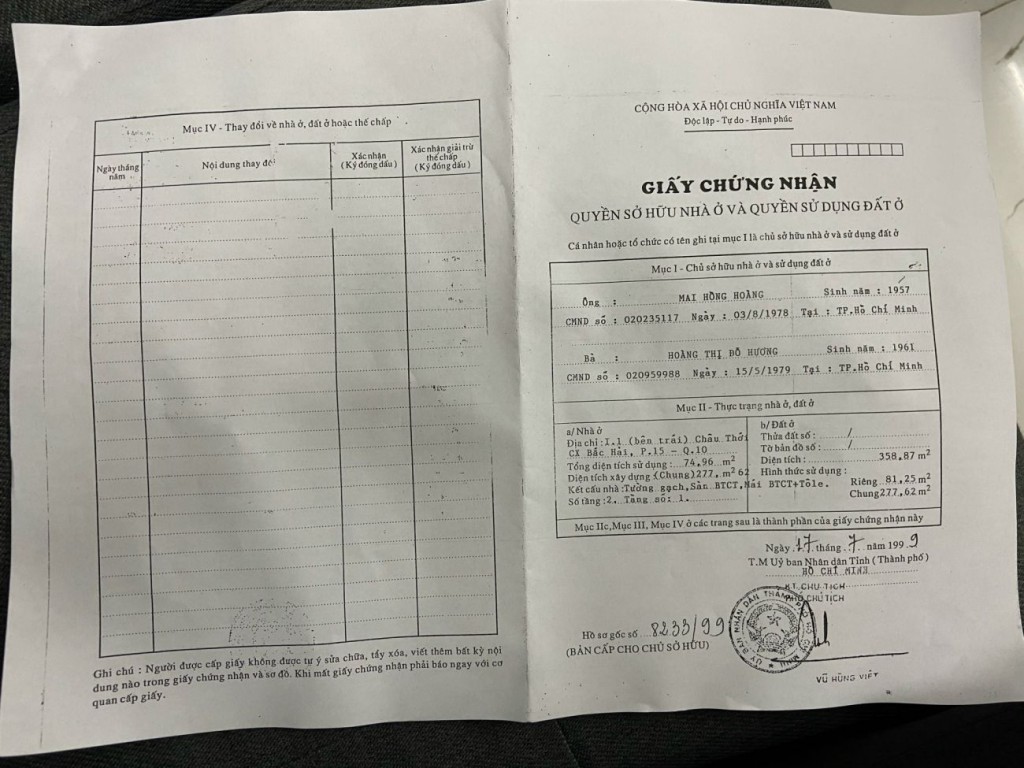 Mục IV - Thay đổi về nhà ở, đất ở hoặc thế chấp
Ngày tháng năm
Nội dung thay đổi
Xác nhận
(Ký đóng dấu)
Xác nhận giải trừ thế chấp
(Ký đóng dấu)
Ghi chú : Người được cấp giấy không được tự ý sửa chữa, tẩy xóa, viết thêm bất kỳ nội
dung nào trong giấy chứng nhận và sơ đồ. Khi mất giấy chứng nhận phải báo ngay với cơ
quan cấp giấy.
CỘNG HÒA XÃ HỘI CHỦ NGHĨA VIỆT NAM
Độc lập - Tự do - Hạnh phúc
GIẤY CHỨNG NHẬN
QUYỀN SỞ HỮU NHÀ Ở VÀ QUYỀN SỬ DỤNG ĐẤT Ở
Cá nhân hoặc tổ chức có tên ghi tại mục I là chủ sở hữu nhà ở và sử dụng đất ở
Mục I - Chủ sở hữu nhà ở và sử dụng đất ở
Ông : MAI HỒNG HOÀNG Sinh năm : 1957
CMND số : 020235117 Ngày : 03/8/1978 Tại : TP.Hồ Chí Minh
Bà : HOÀNG THỊ ĐỖ HƯƠNG Sinh năm : 1961
CMND số : 020959988 Ngày : 15/5/1979 Tại : TP.Hồ Chí Minh
Mục II - Thực trạng nhà ở, đất ở
a/ Nhà ở
Địa chỉ : I.1 (bên trái) Châu Thới
CX Bắc Hải, P.15 - Q.10
Tổng diện tích sử dụng : 74,96 m²
Diện tích xây dựng :(Chung)277, m² 62
Kết cấu nhà :Tường gạch,Sàn BTCT,Mái BTCT+Tôle.
Số tầng :2. Tầng số: 1.
b/ Đất ở
Thửa đất số : /
Tờ bản đồ số : /
Diện tích : 358,87 m²
Hình thức sử dụng :
Riêng 81,25 m²
Chung 277,62 m²
Mục IIc,Mục III, Mục IV ở các trang sau là thành phần của giấy chứng nhận này
Ngày 17 tháng 7 năm 1999
T.M Uỷ ban Nhân dân Tỉnh ( Thành phố )
HỒ CHÍ MINH
KT. CHỦ TỊCH
PHÓ CHỦ TỊCH
Hồ sơ gốc số 8233/99
(BẢN CẤP CHO CHỦ SỞ HỮU)
VŨ HÙNG VIỆT